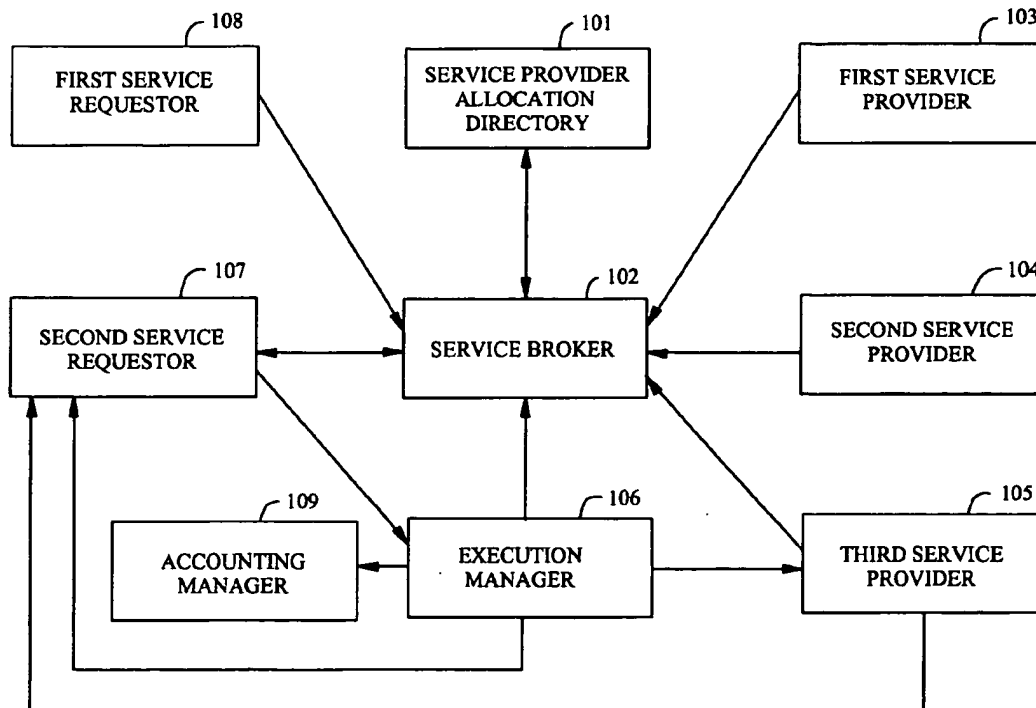 108
FIRST SERVICE
REQUESTOR
101
SERVICE PROVIDER
ALLOCATION
DIRECTORY
103
FIRST SERVICE
PROVIDER
107
SECOND SERVICE
REQUESTOR
102
SERVICE BROKER
104
SECOND SERVICE
PROVIDER
109
ACCOUNTING
MANAGER
106
EXECUTION
MANAGER
105
THIRD SERVICE
PROVIDER